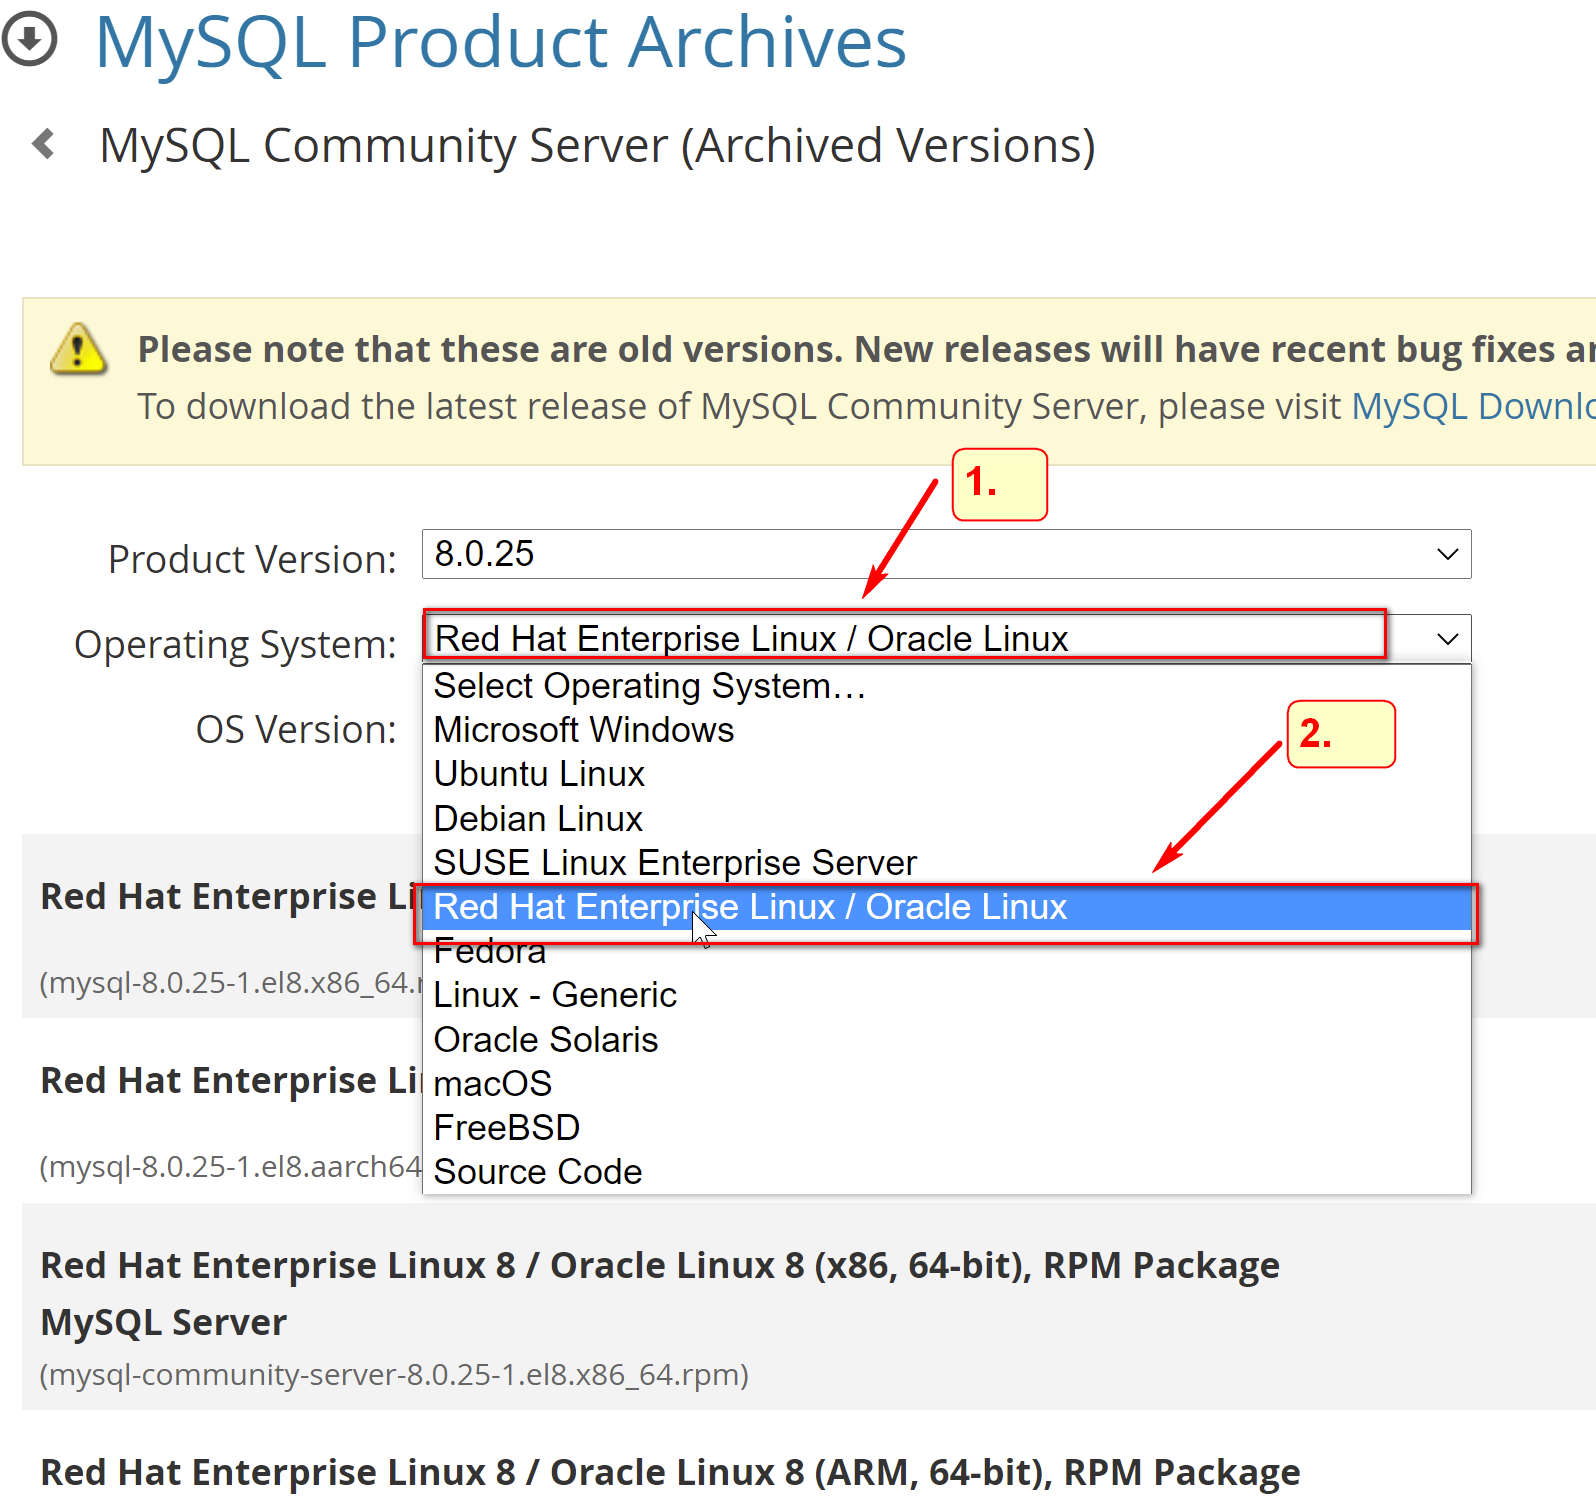 MySQL Product Archives
MySQL Community Server (Archived Versions)
Please note that these are old versions. New releases will have recent bug fixes
To download the latest release of MySQL Community Server, please visit MySQL
1.
Product Version: 8.0.25
Operating System: Red Hat Enterprise Linux / Oracle Linux
Select Operating System…
2.
OS Version: Microsoft Windows
Ubuntu Linux
Debian Linux
SUSE Linux Enterprise Server
Red Hat Enterprise
Red Hat Enterprise Linux / Oracle Linux
Fedora
(mysql-8.0.25-1.el8.x86_64.
Linux - Generic
Oracle Solaris
Red Hat Enterprise
macOS
FreeBSD
(mysql-8.0.25-1.el8.aarch64
Source Code
Red Hat Enterprise Linux 8 / Oracle Linux 8 (x86, 64-bit), RPM Package
MySQL Server
(mysql-community-server-8.0.25-1.el8.x86_64.rpm)
Red Hat Enterprise Linux 8 / Oracle Linux 8 (ARM, 64-bit), RPM Package